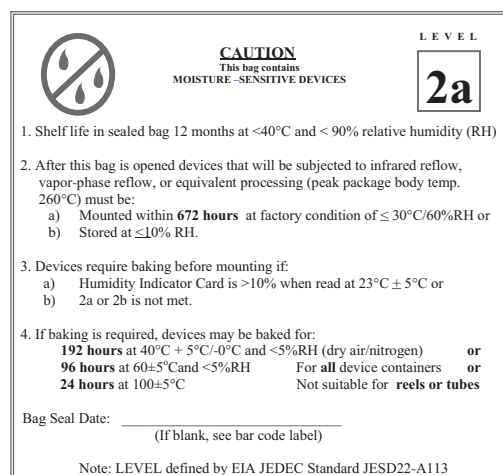 LEVEL
CAUTION
This bag contains
MOISTURE –SENSITIVE DEVICES
2a
1. Shelf life in sealed bag 12 months at <40°C and < 90% relative humidity (RH)
2. After this bag is opened devices that will be subjected to infrared reflow,
vapor-phase reflow, or equivalent processing (peak package body temp.
260°C) must be:
a) Mounted within 672 hours at factory condition of ≤ 30°C/60%RH or
b) Stored at ≤10% RH.
3. Devices require baking before mounting if:
a) Humidity Indicator Card is >10% when read at 23°C ± 5°C or
b) 2a or 2b is not met.
4. If baking is required, devices may be baked for:
192 hours at 40°C + 5°C/-0°C and <5%RH (dry air/nitrogen) or
96 hours at 60±5°Cand <5%RH For all device containers or
24 hours at 100±5°C Not suitable for reels or tubes
Bag Seal Date: ______________________________
(If blank, see bar code label)
Note: LEVEL defined by EIA JEDEC Standard JESD22-A113